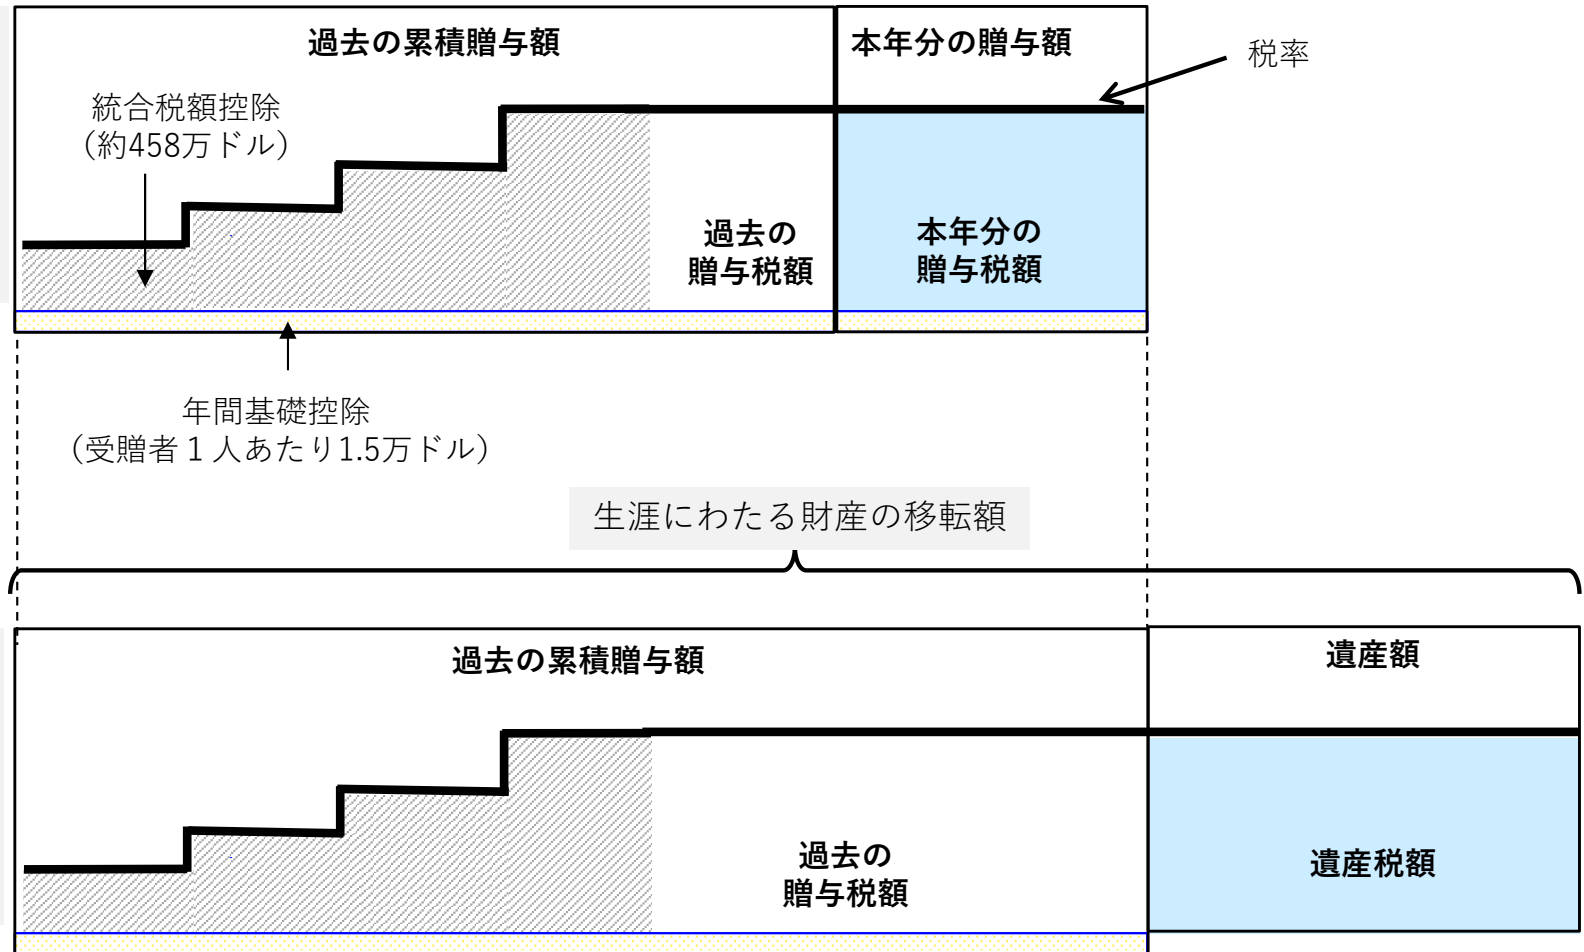 過去の累積贈与額
本年分の贈与額
税率
統合税額控除
（約458万ドル）
過去の
贈与税額
本年分の
贈与税額
年間基礎控除
（受贈者１人あたり1.5万ドル）
生涯にわたる財産の移転額
過去の累積贈与額
遺産額
過去の
贈与税額
遺産税額